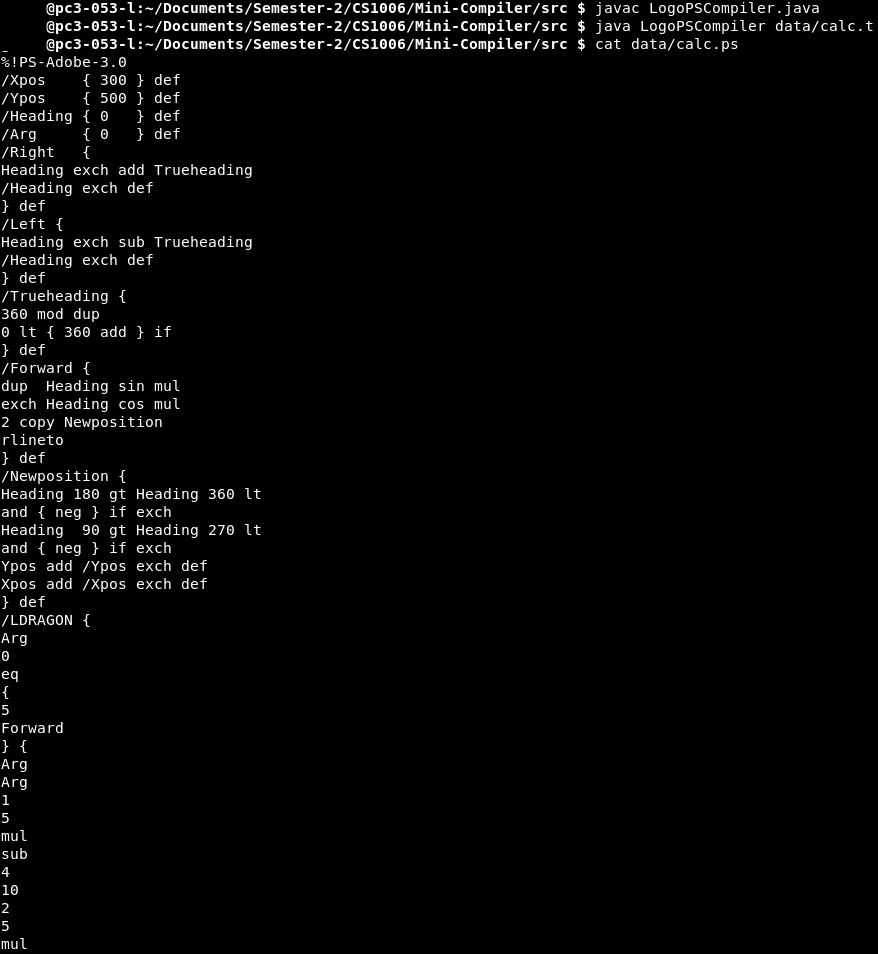 @pc3-053-l:~/Documents/Semester-2/CS1006/Mini-Compiler/src $ javac LogoPSCompiler.java
@pc3-053-l:~/Documents/Semester-2/CS1006/Mini-Compiler/src $ java LogoPSCompiler data/calc.t
@pc3-053-l:~/Documents/Semester-2/CS1006/Mini-Compiler/src $ cat data/calc.ps
%!PS-Adobe-3.0
/Xpos    { 300 } def
/Ypos    { 500 } def
/Heading { 0   } def
/Arg     { 0   } def
/Right   {
Heading exch add Trueheading
/Heading exch def
} def
/Left {
Heading exch sub Trueheading
/Heading exch def
} def
/Trueheading {
360 mod dup
0 lt { 360 add } if
} def
/Forward {
dup  Heading sin mul
exch Heading cos mul
2 copy Newposition
rlineto
} def
/Newposition {
Heading 180 gt Heading 360 lt
and { neg } if exch
Heading  90 gt Heading 270 lt
and { neg } if exch
Ypos add /Ypos exch def
Xpos add /Xpos exch def
} def
/LDRAGON {
Arg
0
eq
{
5
Forward
} {
Arg
Arg
1
5
mul
sub
4
10
2
5
mul